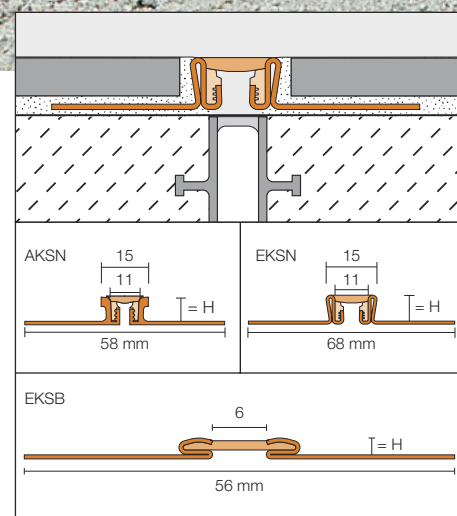 AKSN
15
11
= H
58 mm
EKSN
15
11
= H
68 mm
EKSB
6
= H
56 mm